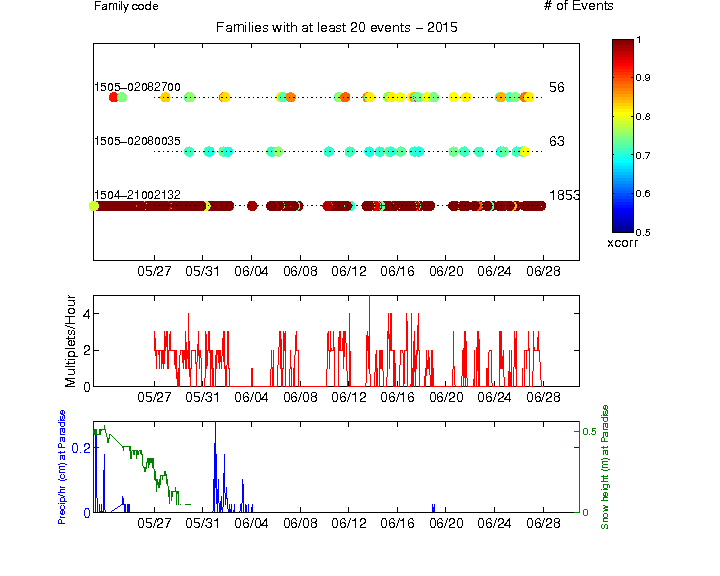 Family code
# of Events
Families with at least 20 events – 2015
1505–02082700
56
1505–02080035
63
1504–21002132
1853
05/27 05/31 06/04 06/08 06/12 06/16 06/20 06/24 06/28
1
0.9
0.8
0.7
0.6
0.5
xcorr
Multiplets/Hour
4
2
0
05/27 05/31 06/04 06/08 06/12 06/16 06/20 06/24 06/28
Precip/hr (cm) at Paradise
0.2
0
0.5
0
Snow height (m) at Paradise
05/27 05/31 06/04 06/08 06/12 06/16 06/20 06/24 06/28